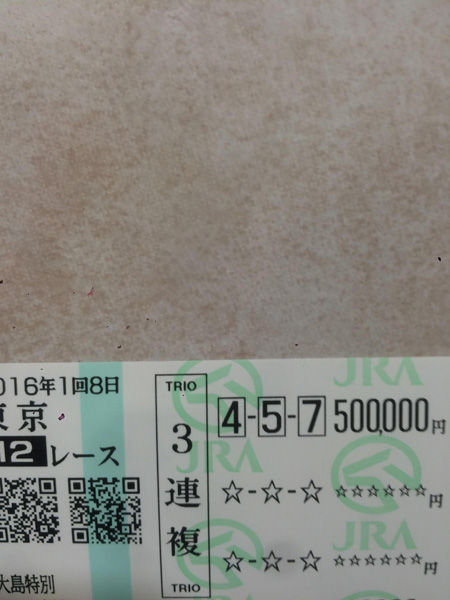 016年1回8日
東京
12レース
大島特別
TRIO
3連複
TRIO
4-5-7 500,000円
☆-☆-☆ ☆☆☆☆☆☆円
☆-☆-☆ ☆☆☆☆☆☆円
JRA
JRA
JRA